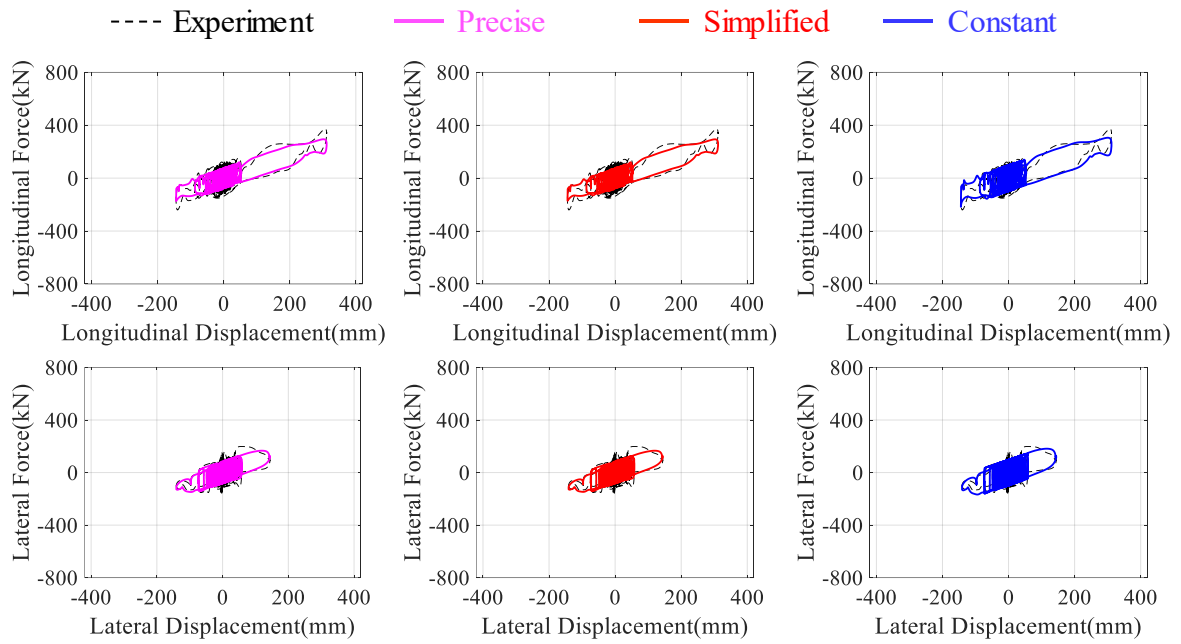 Experiment Precise Simplified Constant
Longitudinal Force(kN)
800
400
0
-400
-800
-400 -200 0 200 400
Longitudinal Displacement(mm)
Longitudinal Force(kN)
800
400
0
-400
-800
-400 -200 0 200 400
Longitudinal Displacement(mm)
Longitudinal Force(kN)
800
400
0
-400
-800
-400 -200 0 200 400
Longitudinal Displacement(mm)
Lateral Force(kN)
800
400
0
-400
-800
-400 -200 0 200 400
Lateral Displacement(mm)
Lateral Force(kN)
800
400
0
-400
-800
-400 -200 0 200 400
Lateral Displacement(mm)
Lateral Force(kN)
800
400
0
-400
-800
-400 -200 0 200 400
Lateral Displacement(mm)